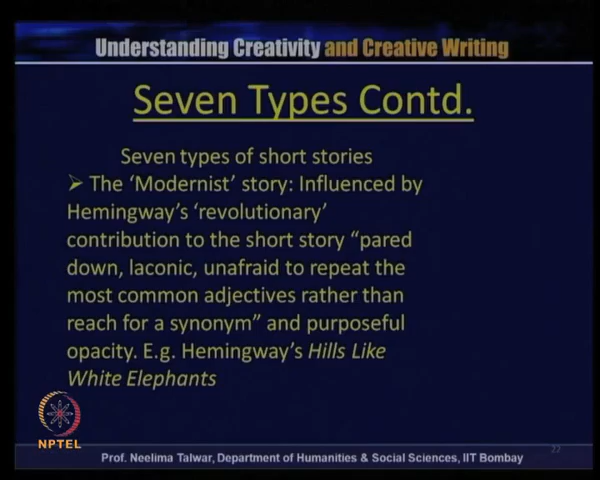 Understanding Creativity and Creative Writing
Seven Types Contd.
Seven types of short stories
➢ The ‘Modernist’ story: Influenced by
Hemingway’s ‘revolutionary’
contribution to the short story “pared
down, laconic, unafraid to repeat the
most common adjectives rather than
reach for a synonym” and purposeful
opacity. E.g. Hemingway’s Hills Like
White Elephants
NPTEL
22
Prof. Neelima Talwar, Department of Humanities & Social Sciences, IIT Bombay